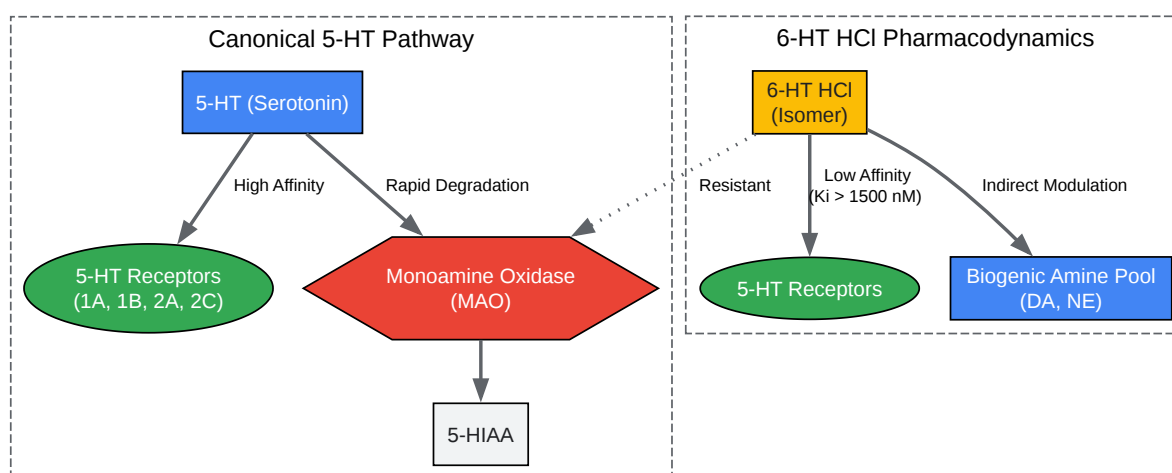 Canonical 5-HT Pathway
6-HT HCl Pharmacodynamics
5-HT (Serotonin)
6-HT HCl
(Isomer)
High Affinity
Rapid Degradation
Resistant
Low Affinity
(Ki > 1500 nM)
Indirect Modulation
5-HT Receptors
(1A, 1B, 2A, 2C)
Monoamine Oxidase
(MAO)
5-HT Receptors
Biogenic Amine Pool
(DA, NE)
5-HIAA